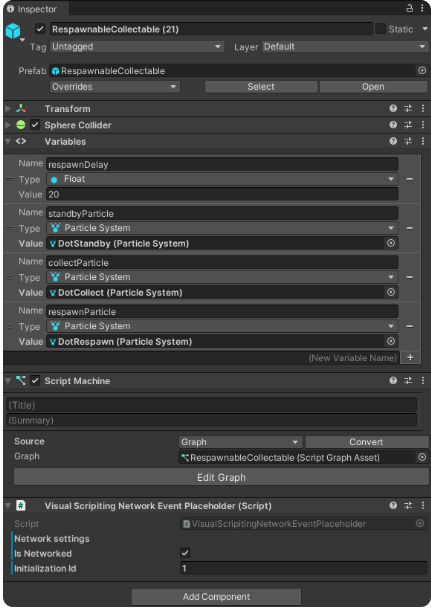 Inspector
RespawnableCollectable (21)
Static
Tag Untagged Layer Default
Prefab RespawnableCollectable
Overrides Select Open
Transform
Sphere Collider
Variables
Name respawnDelay
Type Float
Value 20
Name standbyParticle
Type Particle System
Value DotStandby (Particle System)
Name collectParticle
Type Particle System
Value DotCollect (Particle System)
Name respawnParticle
Type Particle System
Value DotRespawn (Particle System)
(New Variable Name) +
Script Machine
(Title)
(Summary)
Source Graph Convert
Graph RespawnableCollectable (Script Graph Asset)
Edit Graph
# Visual Scripiting Network Event Placeholder (Script)
Script VisualScripitingNetworkEventPlaceholder
Network settings
Is Networked
Initialization Id 1
Add Component